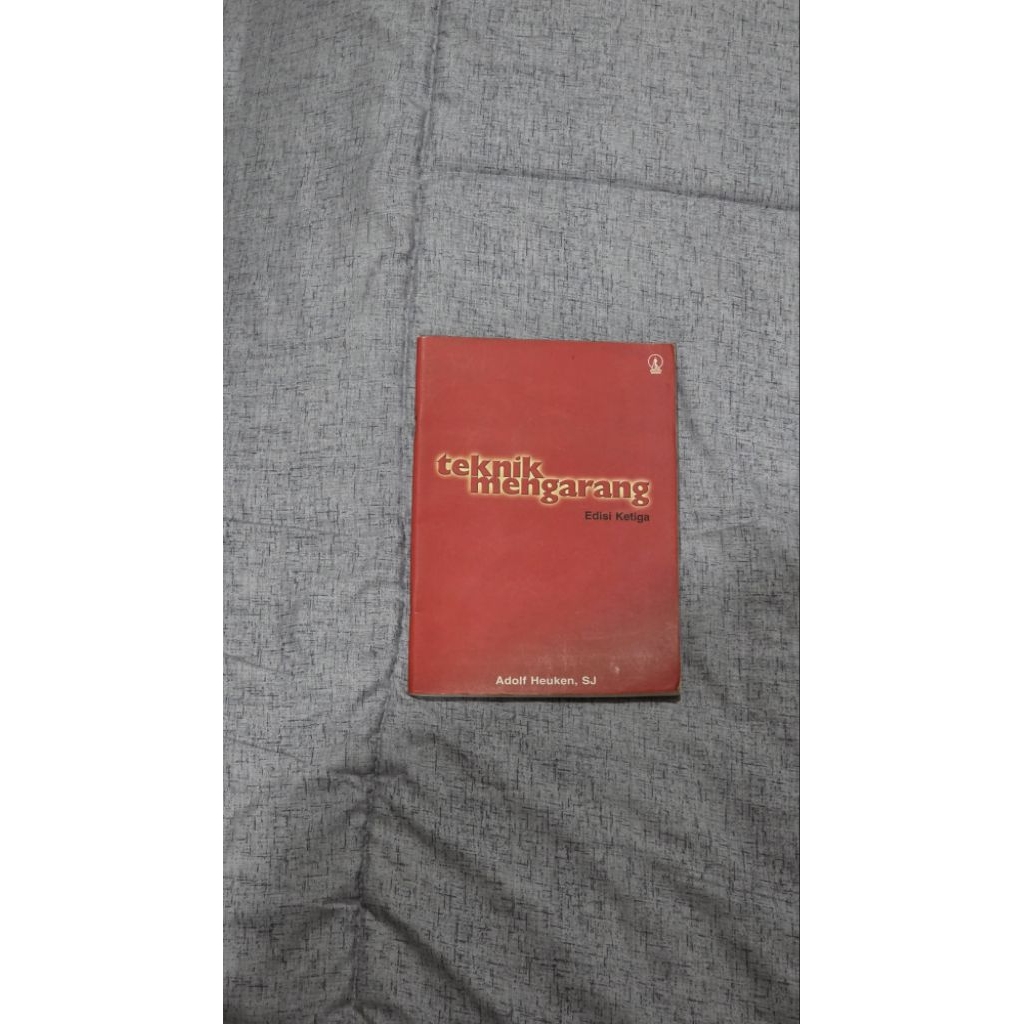 teknik
mengarang
Edisi Ketiga
Adolf Heuken, SJ